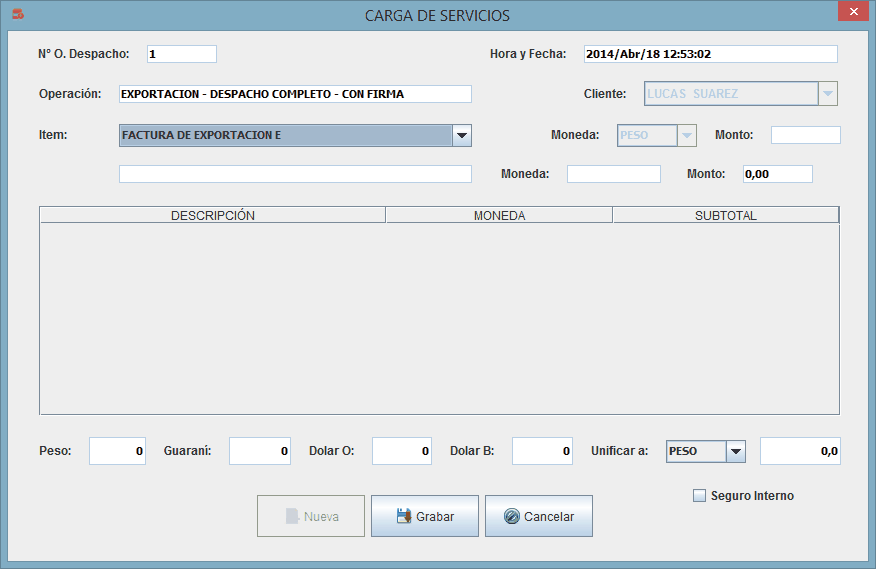 CARGA DE SERVICIOS
Nº O. Despacho: 1 Hora y Fecha: 2014/Abr/18 12:53:02
Operación: EXPORTACION - DESPACHO COMPLETO - CON FIRMA Cliente: LUCAS SUAREZ
Item: FACTURA DE EXPORTACION E Moneda: PESO Monto:
Moneda: Monto: 0,00
DESCRIPCIÓN MONEDA SUBTOTAL
Peso: 0 Guaraní: 0 Dolar O: 0 Dolar B: 0 Unificar a: PESO 0,0
Seguro Interno
Nueva Grabar Cancelar